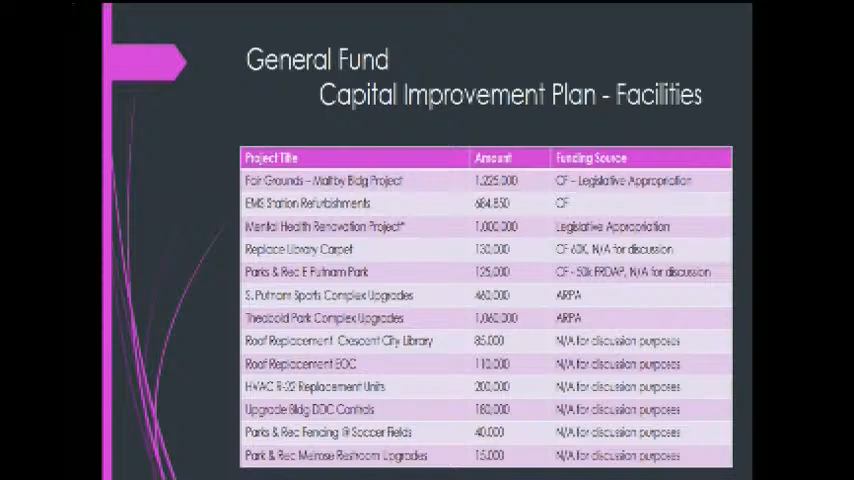 General Fund
Capital Improvement Plan - Facilities
Project Title Amount Funding Source
Fair Grounds – Maltby Bldg Project 1,225,000 CF – Legislative Appropriation
EMS Station Refurbishments 684,850 CF
Mental Health Renovation Project* 1,000,000 Legislative Appropriation
Replace Library Carpet 130,000 CF 60K, N/A for discussion
Parks & Rec E Putnam Park 125,000 CF - 50k FRDAP, N/A for discussion
S. Putnam Sports Complex Upgrades 460,000 ARPA
Theobold Park Complex Upgrades 1,060,000 ARPA
Roof Replacement Crescent City Library 85,000 N/A for discussion purposes
Roof Replacement EOC 110,000 N/A for discussion purposes
HVAC R-22 Replacement Units 200,000 N/A for discussion purposes
Upgrade Bldg DDC Controls 180,000 N/A for discussion purposes
Parks & Rec Fencing @ Soccer Fields 40,000 N/A for discussion purposes
Park & Rec Melrose Restroom Upgrades 15,000 N/A for discussion purposes